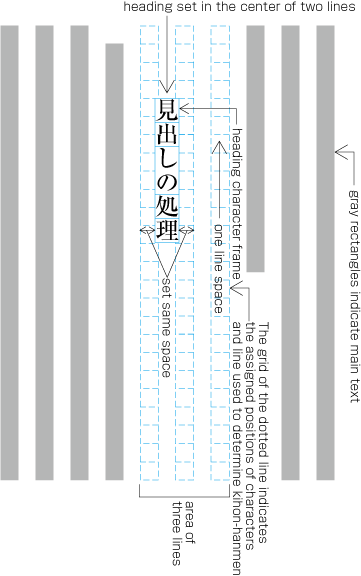 heading set in the center of two lines
gray rectangles indicate main text
heading character frame
one line space
見出しの処理
set same space
The grid of the dotted line indicates
the assigned positions of characters
and line used to determine kihon-hanmen
area of
three lines